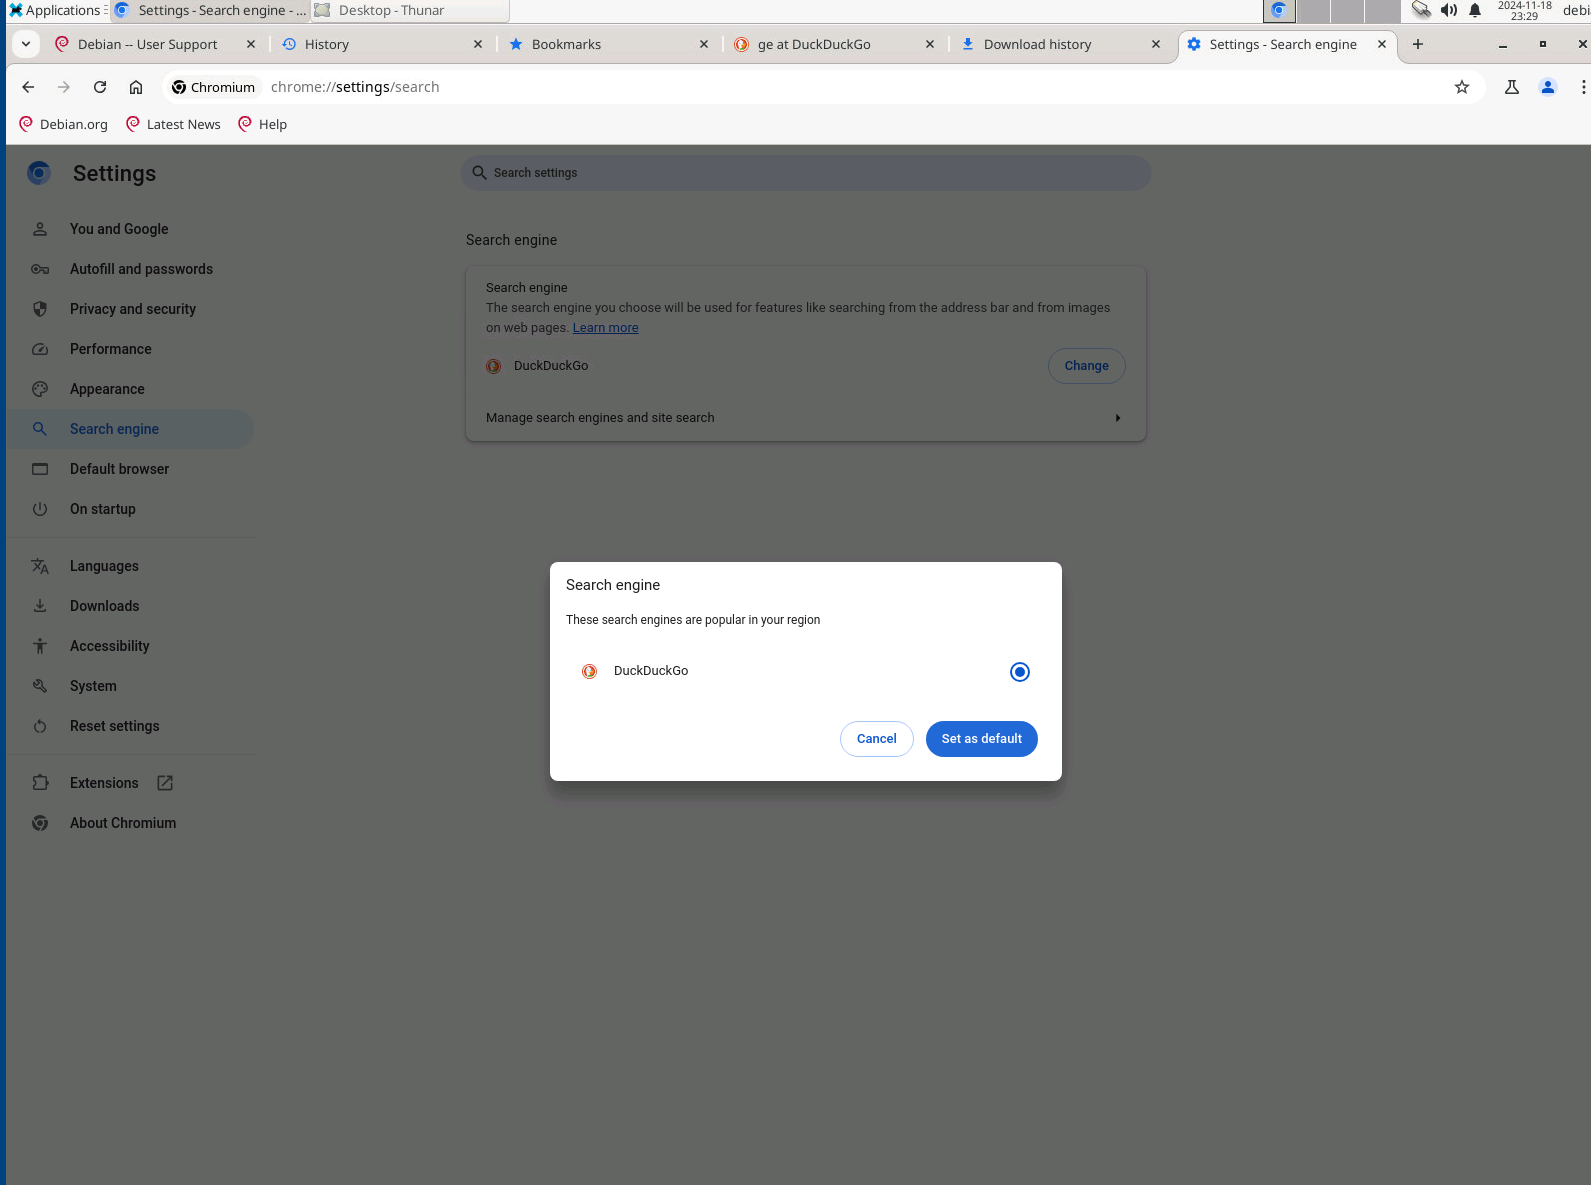 Applications
Settings - Search engine - ...
Desktop - Thunar
2024-11-18
23:29
Debian -- User Support
History
Bookmarks
ge at DuckDuckGo
Download history
Settings - Search engine
Chromium
chrome://settings/search
Debian.org
Latest News
Help
Settings
Search settings
You and Google
Autofill and passwords
Privacy and security
Performance
Appearance
Search engine
Default browser
On startup
Languages
Downloads
Accessibility
System
Reset settings
Extensions
About Chromium
Search engine
Search engine
The search engine you choose will be used for features like searching from the address bar and from images
on web pages. Learn more
DuckDuckGo
Change
Manage search engines and site search
Search engine
These search engines are popular in your region
DuckDuckGo
Cancel
Set as default